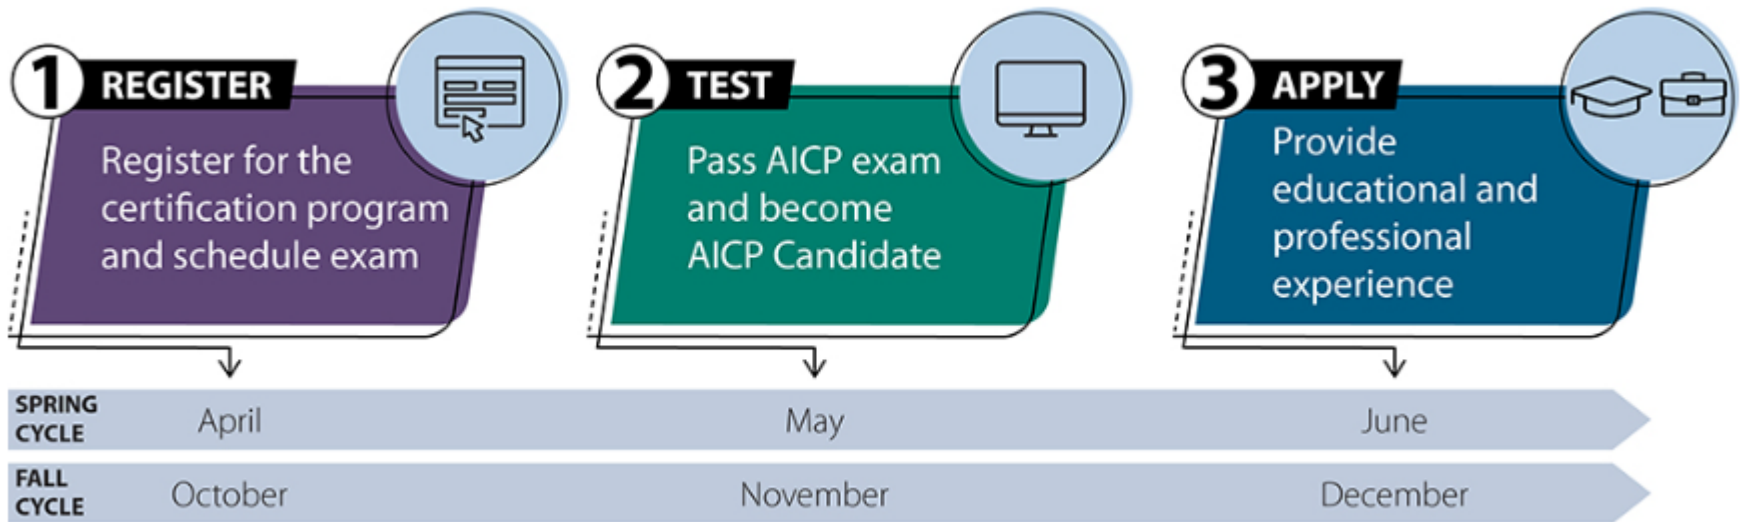 1 REGISTER
Register for the
certification program
and schedule exam
2 TEST
Pass AICP exam
and become
AICP Candidate
3 APPLY
Provide
educational and
professional
experience
SPRING
CYCLE
April
May
June
FALL
CYCLE
October
November
December